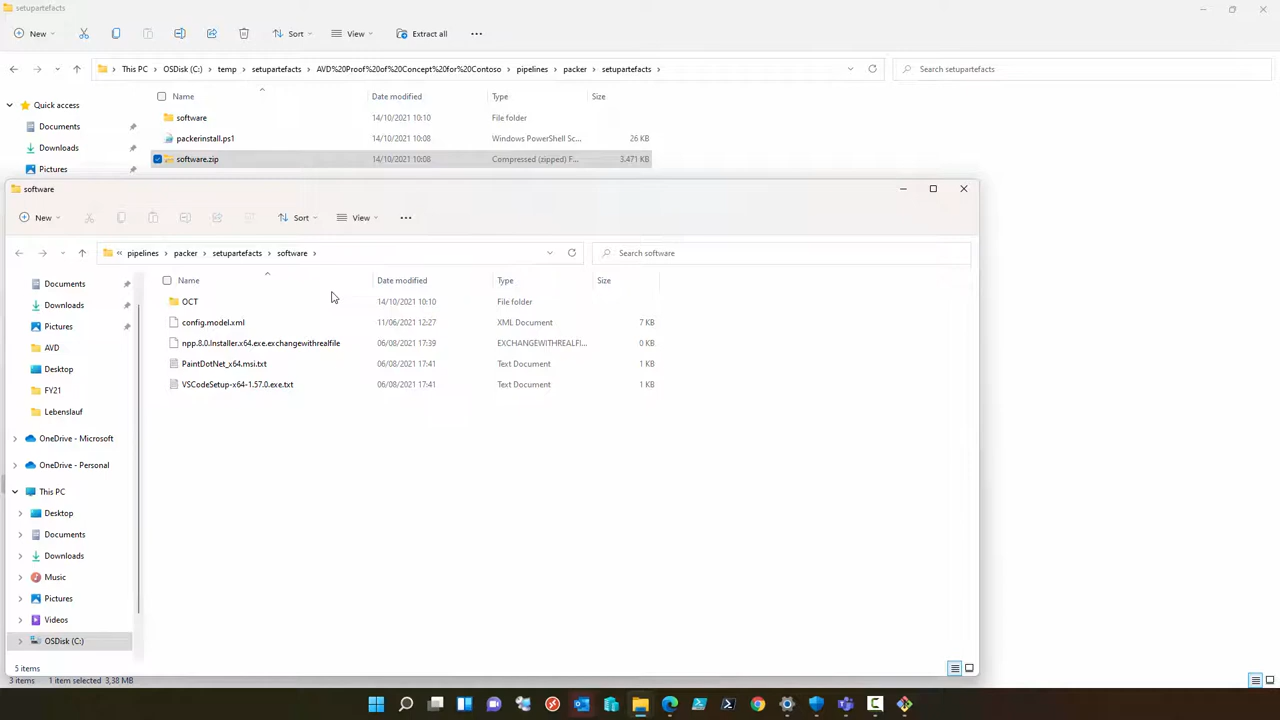 setupartefacts
New
Sort
View
Extract all
This PC > OSDisk (C:) > temp > setupartefacts > AVD%20Proof%20of%20Concept%20for%20Contoso > pipelines > packer > setupartefacts >
Search setupartefacts
Quick access
Documents
Downloads
Pictures
Name Date modified Type Size
software 14/10/2021 10:10 File folder
packerinstall.ps1 14/10/2021 10:08 Windows PowerShell Sc... 26 KB
software.zip 14/10/2021 10:08 Compressed (zipped) F... 3.471 KB
software
New
Sort
View
« pipelines > packer > setupartefacts > software >
Search software
Documents
Downloads
Pictures
AVD
Desktop
FY21
Lebenslauf
OneDrive - Microsoft
OneDrive - Personal
This PC
Desktop
Documents
Downloads
Music
Pictures
Videos
OSDisk (C:)
Name Date modified Type Size
OCT 14/10/2021 10:10 File folder
config.model.xml 11/06/2021 12:27 XML Document 7 KB
npp.8.0.Installer.x64.exe.exchangewithrealfile 06/08/2021 17:39 EXCHANGEWITHREALFI... 0 KB
PaintDotNet_x64.msi.txt 06/08/2021 17:41 Text Document 1 KB
VSCodeSetup-x64-1.57.0.exe.txt 06/08/2021 17:41 Text Document 1 KB
5 items
3 items 1 item selected 3,38 MB